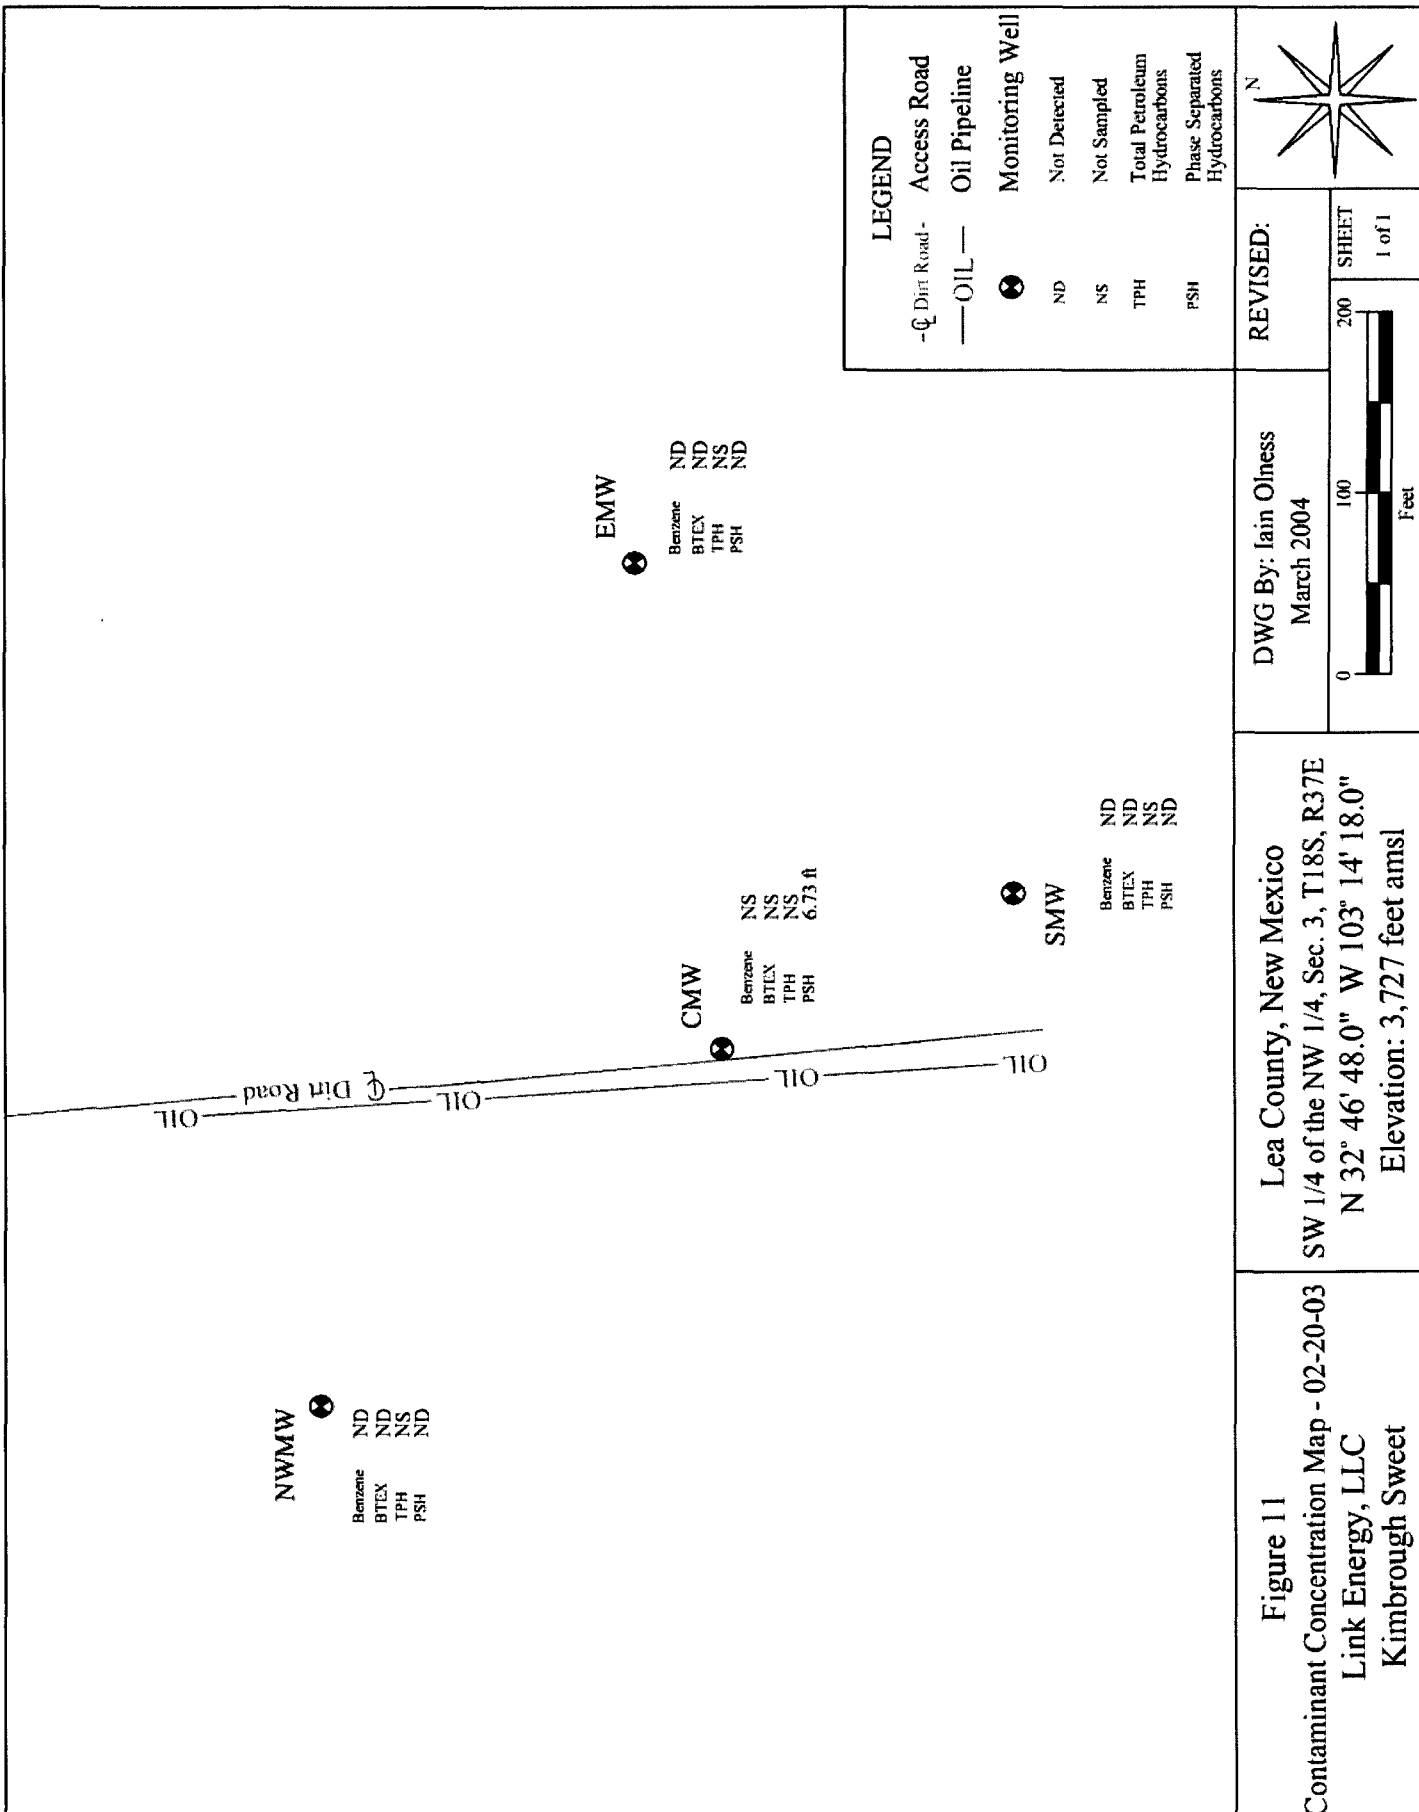 NWMW
Benzene ND
BTEX ND
TPH NS
PSH ND
OIL
Dirt Road
OIL
OIL
OIL
CMW
Benzene NS
BTEX NS
TPH NS
PSH 6.73 ft
SMW
Benzene ND
BTEX ND
TPH NS
PSH ND
EMW
Benzene ND
BTEX ND
TPH NS
PSH ND
LEGEND
-℄ Dirt Road- Access Road
—OIL— Oil Pipeline
Monitoring Well
ND Not Detected
NS Not Sampled
TPH Total Petroleum
Hydrocarbons
PSH Phase Separated
Hydrocarbons
Figure 11
Contaminant Concentration Map - 02-20-03
Link Energy, LLC
Kimbrough Sweet
Lea County, New Mexico
SW 1/4 of the NW 1/4, Sec. 3, T18S, R37E
N 32° 46' 48.0" W 103° 14' 18.0"
Elevation: 3,727 feet amsl
DWG By: Iain Olness
March 2004
REVISED:
0 100 200
Feet
SHEET
1 of 1
N